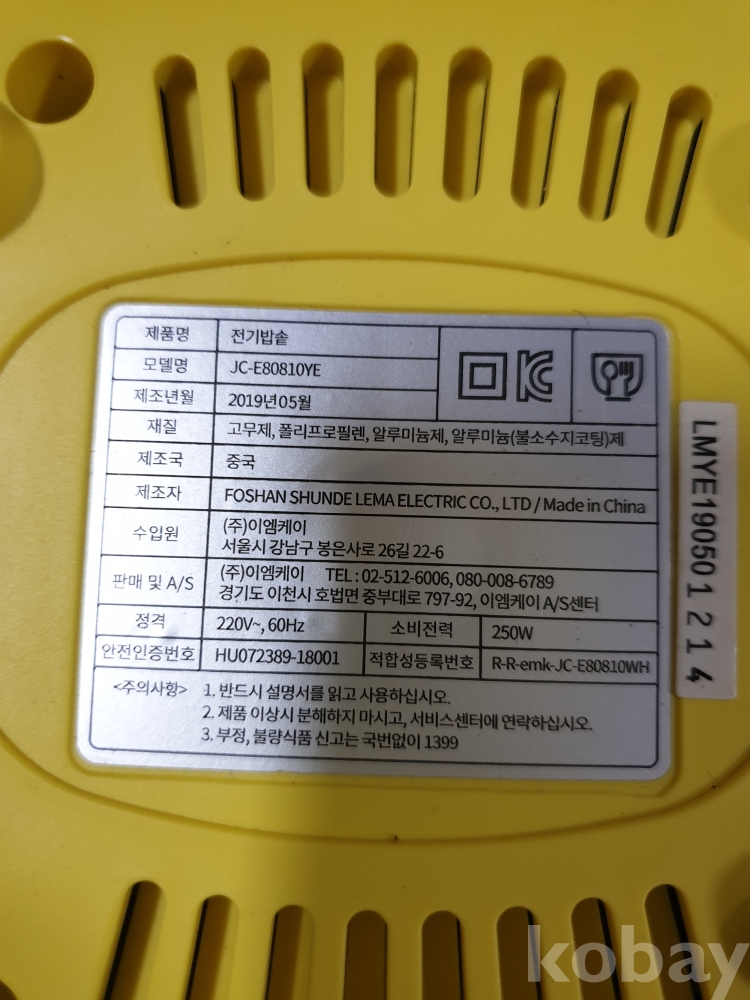 제품명 전기밥솥
모델명 JC-E80810YE
제조년월 2019년05월
재질 고무제, 폴리프로필렌, 알루미늄제, 알루미늄(불소수지코팅)제
제조국 중국
제조자 FOSHAN SHUNDE LEMA ELECTRIC CO., LTD / Made in China
수입원 (주)이엠케이
서울시 강남구 봉은사로 26길 22-6
판매 및 A/S (주)이엠케이 TEL : 02-512-6006, 080-008-6789
경기도 이천시 호법면 중부대로 797-92, 이엠케이 A/S센터
정격 220V~, 60Hz 소비전력 250W
안전인증번호 HU072389-18001 적합성등록번호 R-R-emk-JC-E80810WH
<주의사항> 1. 반드시 설명서를 읽고 사용하십시오.
2. 제품 이상시 분해하지 마시고, 서비스센터에 연락하십시오.
3. 부정, 불량식품 신고는 국번없이 1399
LMYE190501214
kobay